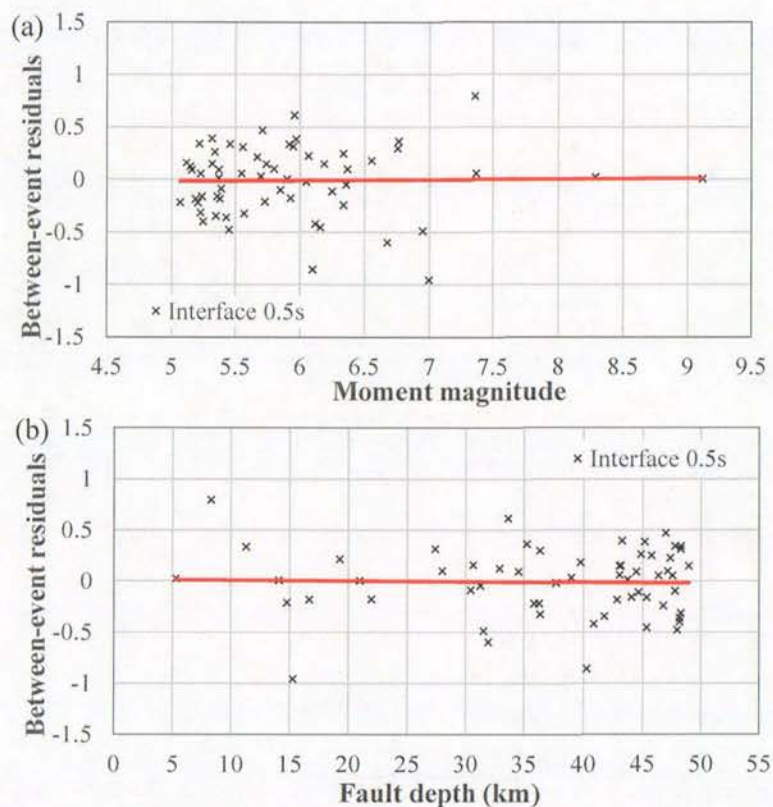 (a)
Between-event residuals
1.5
1
0.5
0
-0.5
-1
-1.5
× Interface 0.5s
4.5 5 5.5 6 6.5 7 7.5 8 8.5 9 9.5
Moment magnitude
(b)
Between-event residuals
1.5
1
0.5
0
-0.5
-1
-1.5
× Interface 0.5s
0 5 10 15 20 25 30 35 40 45 50 55
Fault depth (km)